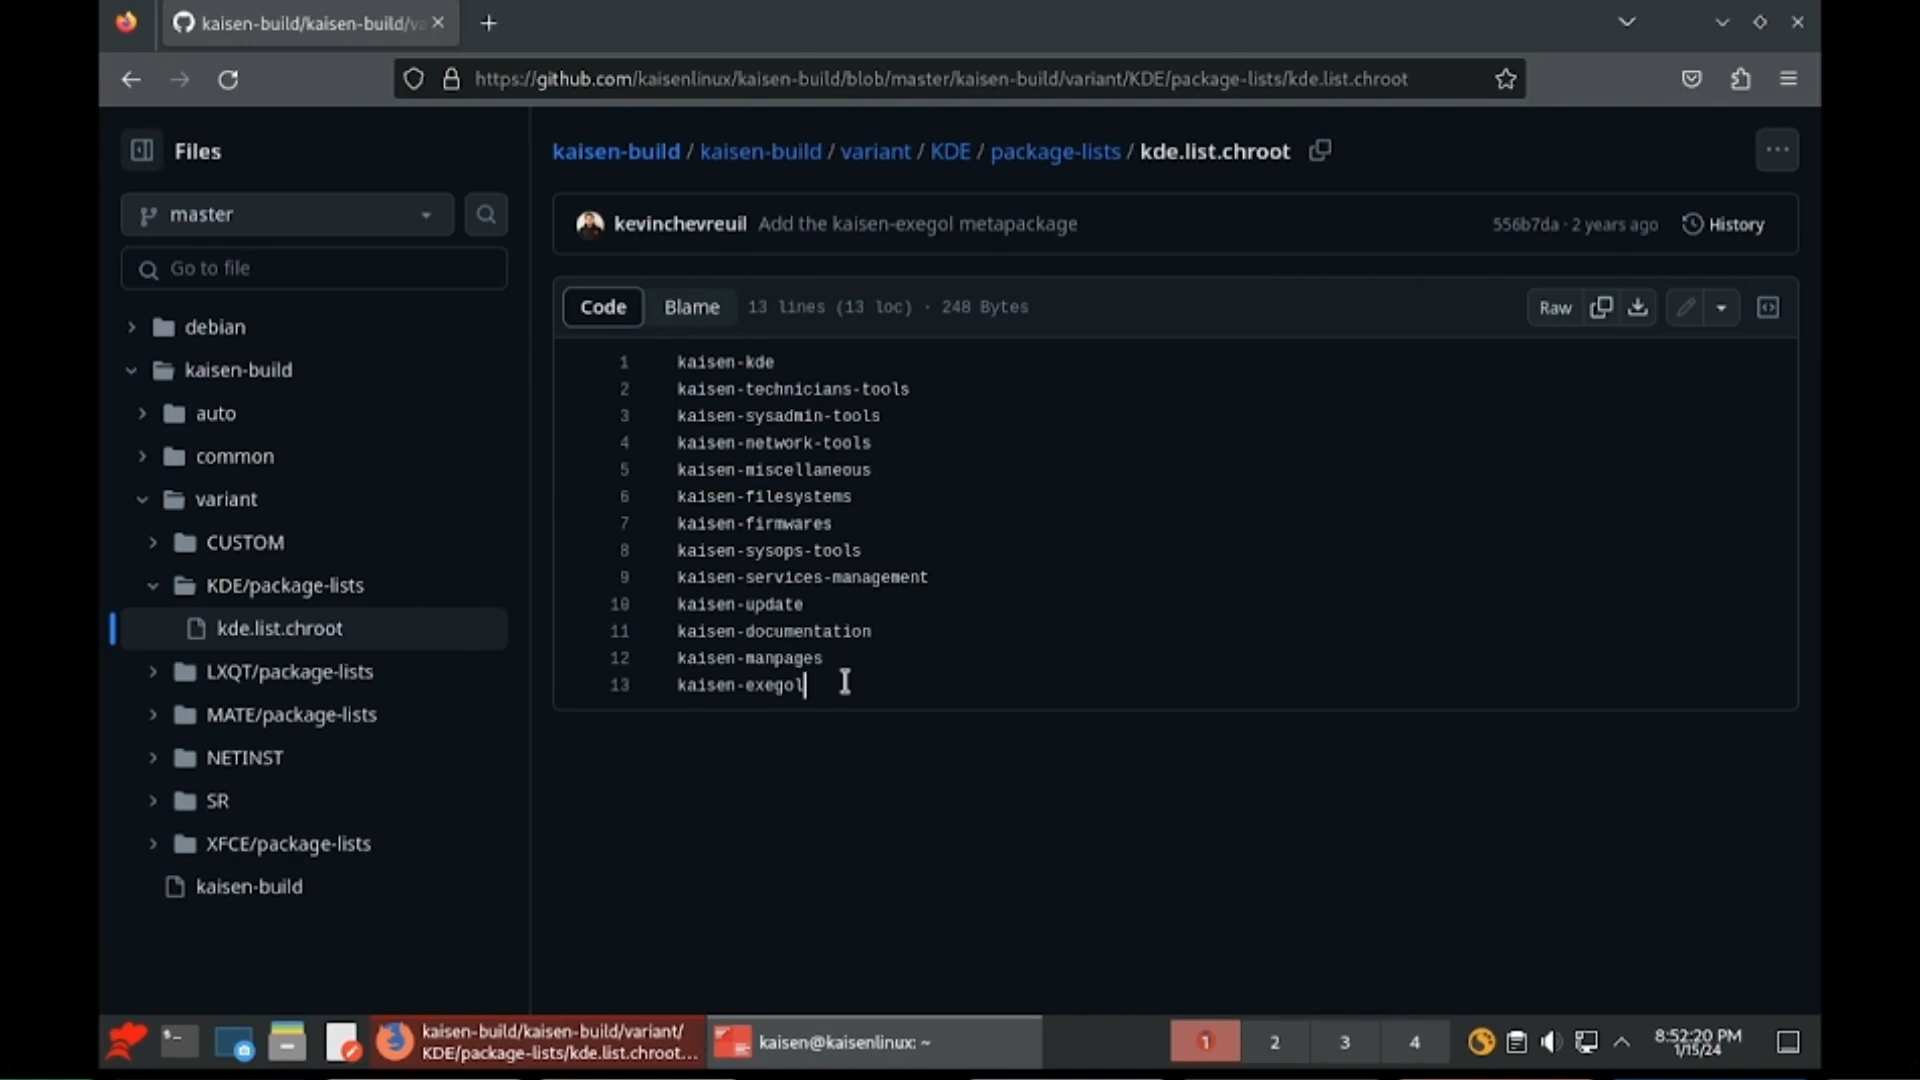 kaisen-build/kaisen-build/va
https://github.com/kaisenlinux/kaisen-build/blob/master/kaisen-build/variant/KDE/package-lists/kde.list.chroot
Files
master
Go to file
debian
kaisen-build
auto
common
variant
CUSTOM
KDE/package-lists
kde.list.chroot
LXQT/package-lists
MATE/package-lists
NETINST
SR
XFCE/package-lists
kaisen-build
kaisen-build / kaisen-build / variant / KDE / package-lists / kde.list.chroot
kevinchevreuil Add the kaisen-exegol metapackage 556b7da · 2 years ago History
Code Blame 13 lines (13 loc) · 248 Bytes Raw
1 kaisen-kde
2 kaisen-technicians-tools
3 kaisen-sysadmin-tools
4 kaisen-network-tools
5 kaisen-miscellaneous
6 kaisen-filesystems
7 kaisen-firmwares
8 kaisen-sysops-tools
9 kaisen-services-management
10 kaisen-update
11 kaisen-documentation
12 kaisen-manpages
13 kaisen-exegol
kaisen-build/kaisen-build/variant/
KDE/package-lists/kde.list.chroot...
kaisen@kaisenlinux: ~
1 2 3 4
8:52:20 PM
1/15/24